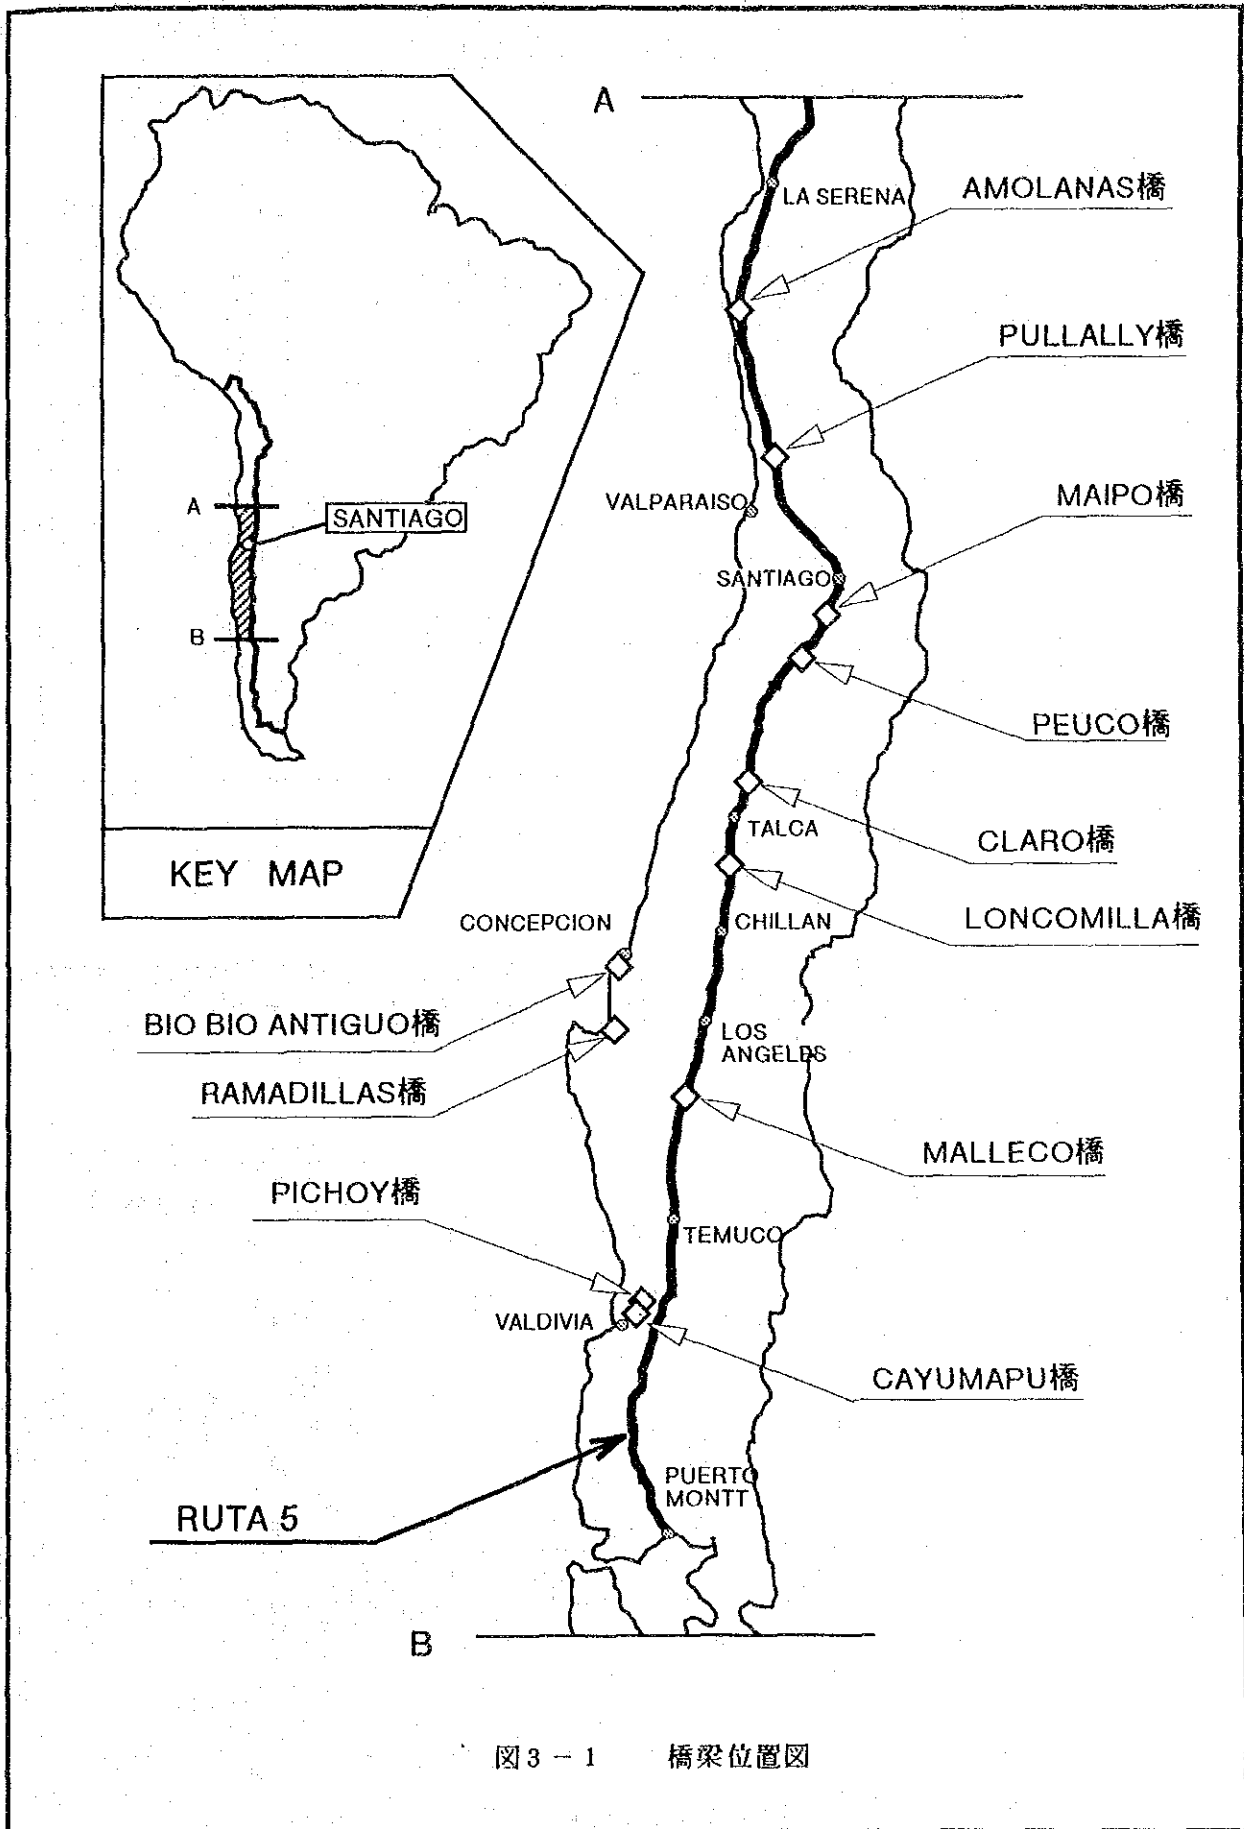 A
LA SERENA
AMOLANAS橋
PULLALLY橋
VALPARAISO
MAIPO橋
A
SANTIAGO
SANTIAGO
B
PEUCO橋
TALCA
CLARO橋
KEY MAP
CONCEPCION
CHILLAN
LONCOMILLA橋
BIO BIO ANTIGUO橋
LOS
ANGELES
RAMADILLAS橋
MALLECO橋
PICHOY橋
TEMUCO
VALDIVIA
CAYUMAPU橋
PUERTO
MONTT
RUTA 5
B
図3-1 橋梁位置図